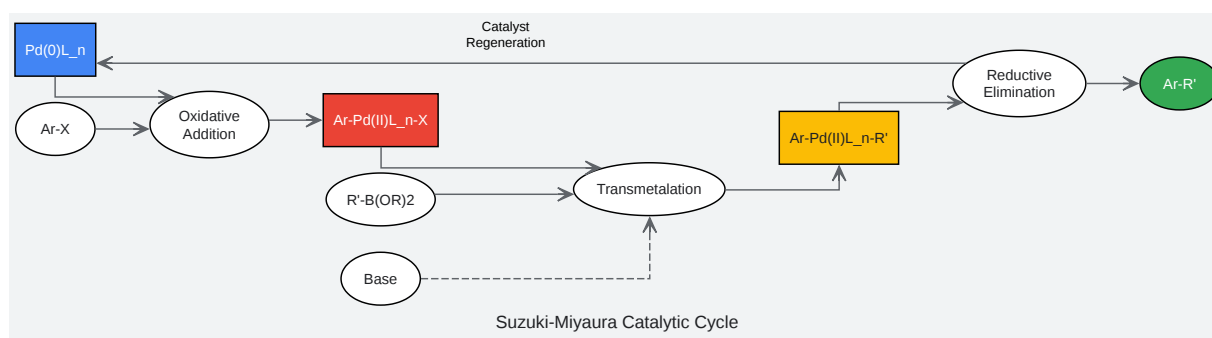 Catalyst
Regeneration
Pd(0)L_n
Ar-X
Oxidative
Addition
Ar-Pd(II)L_n-X
R'-B(OR)2
Base
Transmetalation
Ar-Pd(II)L_n-R'
Reductive
Elimination
Ar-R'
Suzuki-Miyaura Catalytic Cycle